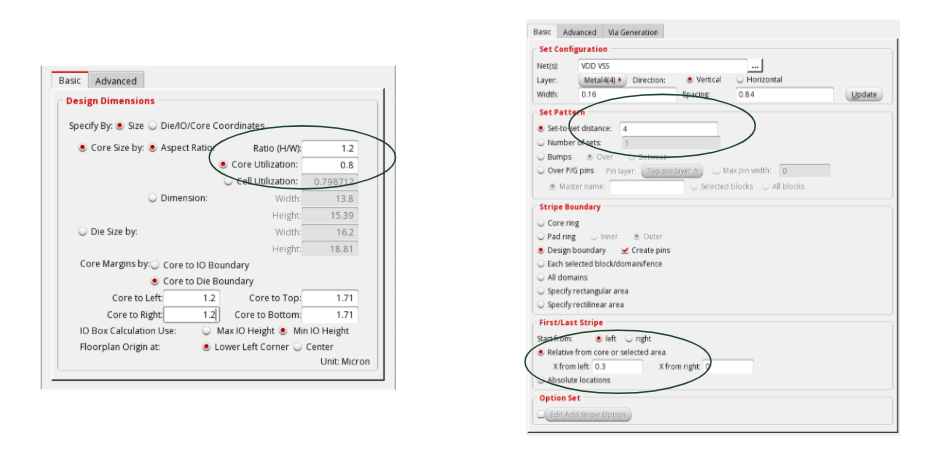 Basic Advanced
Design Dimensions
Specify By: Size Die/IO/Core Coordinates
Core Size by: Aspect Ratio: Ratio (H/W): 1.2
Core Utilization: 0.8
Cell Utilization: 0.798712
Dimension: Width: 13.8
Height: 15.39
Die Size by: Width: 16.2
Height: 18.81
Core Margins by: Core to IO Boundary
Core to Die Boundary
Core to Left: 1.2 Core to Top: 1.71
Core to Right: 1.2 Core to Bottom: 1.71
IO Box Calculation Use: Max IO Height Min IO Height
Floorplan Origin at: Lower Left Corner Center
Unit: Micron
Basic Advanced Via Generation
Set Configuration
Net(s): VDD VSS ...
Layer: Metal4(4) Direction: Vertical Horizontal
Width: 0.16 Spacing: 0.84 Update
Set Pattern
Set-to-set distance: 4
Number of sets: 1
Bumps Over Between
Over P/G pins Pin layer: Top pin layer Max pin width: 0
Master name: Selected blocks All blocks
Stripe Boundary
Core ring
Pad ring Inner Outer
Design boundary Create pins
Each selected block/domain/fence
All domains
Specify rectangular area
Specify rectilinear area
First/Last Stripe
Start from: left right
Relative from core or selected area
X from left: 0.3 X from right: 0
Absolute locations
Option Set
Edit Add Stripe Option